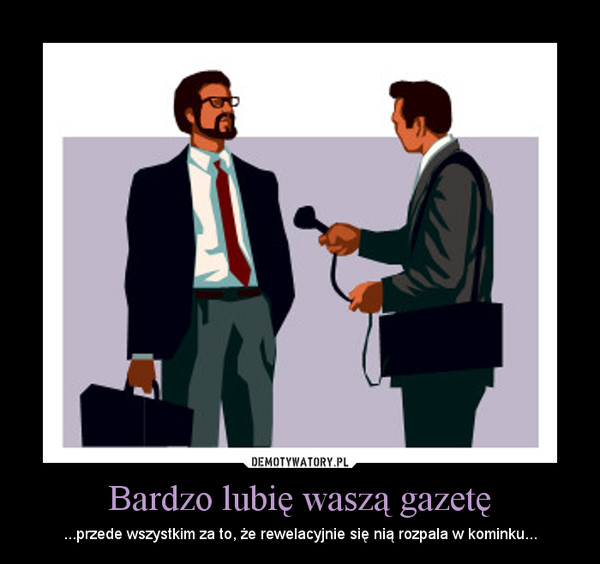 DEMOTYWATORY.PL
Bardzo lubię waszą gazetę
...przede wszystkim za to, że rewelacyjnie się nią rozpala w kominku...